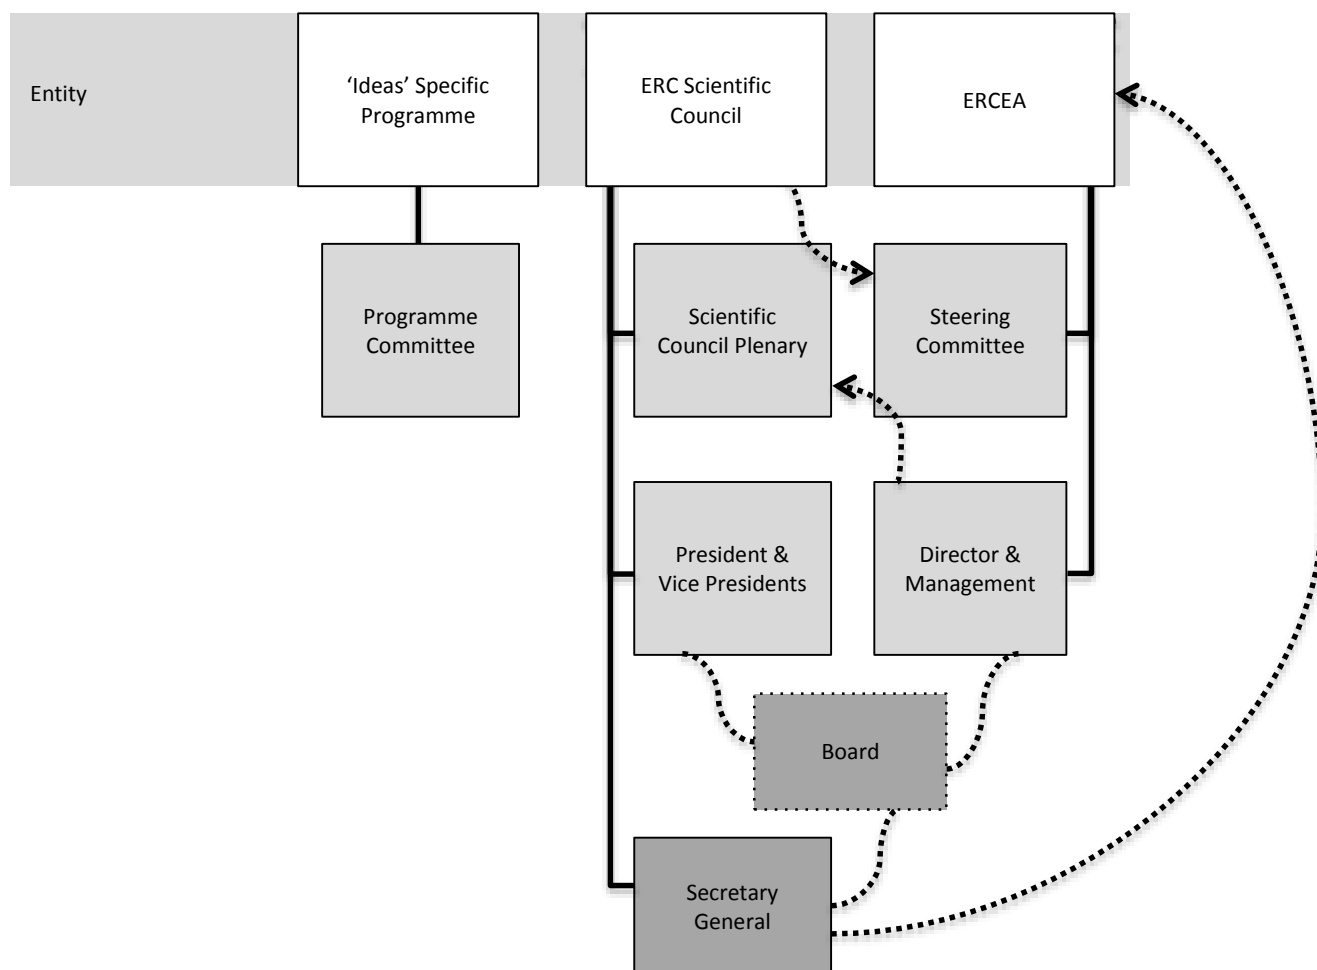 Entity
‘Ideas’ Specific
Programme
ERC Scientific
Council
ERCEA
Programme
Committee
Scientific
Council Plenary
Steering
Committee
President &
Vice Presidents
Director &
Management
Board
Secretary
General